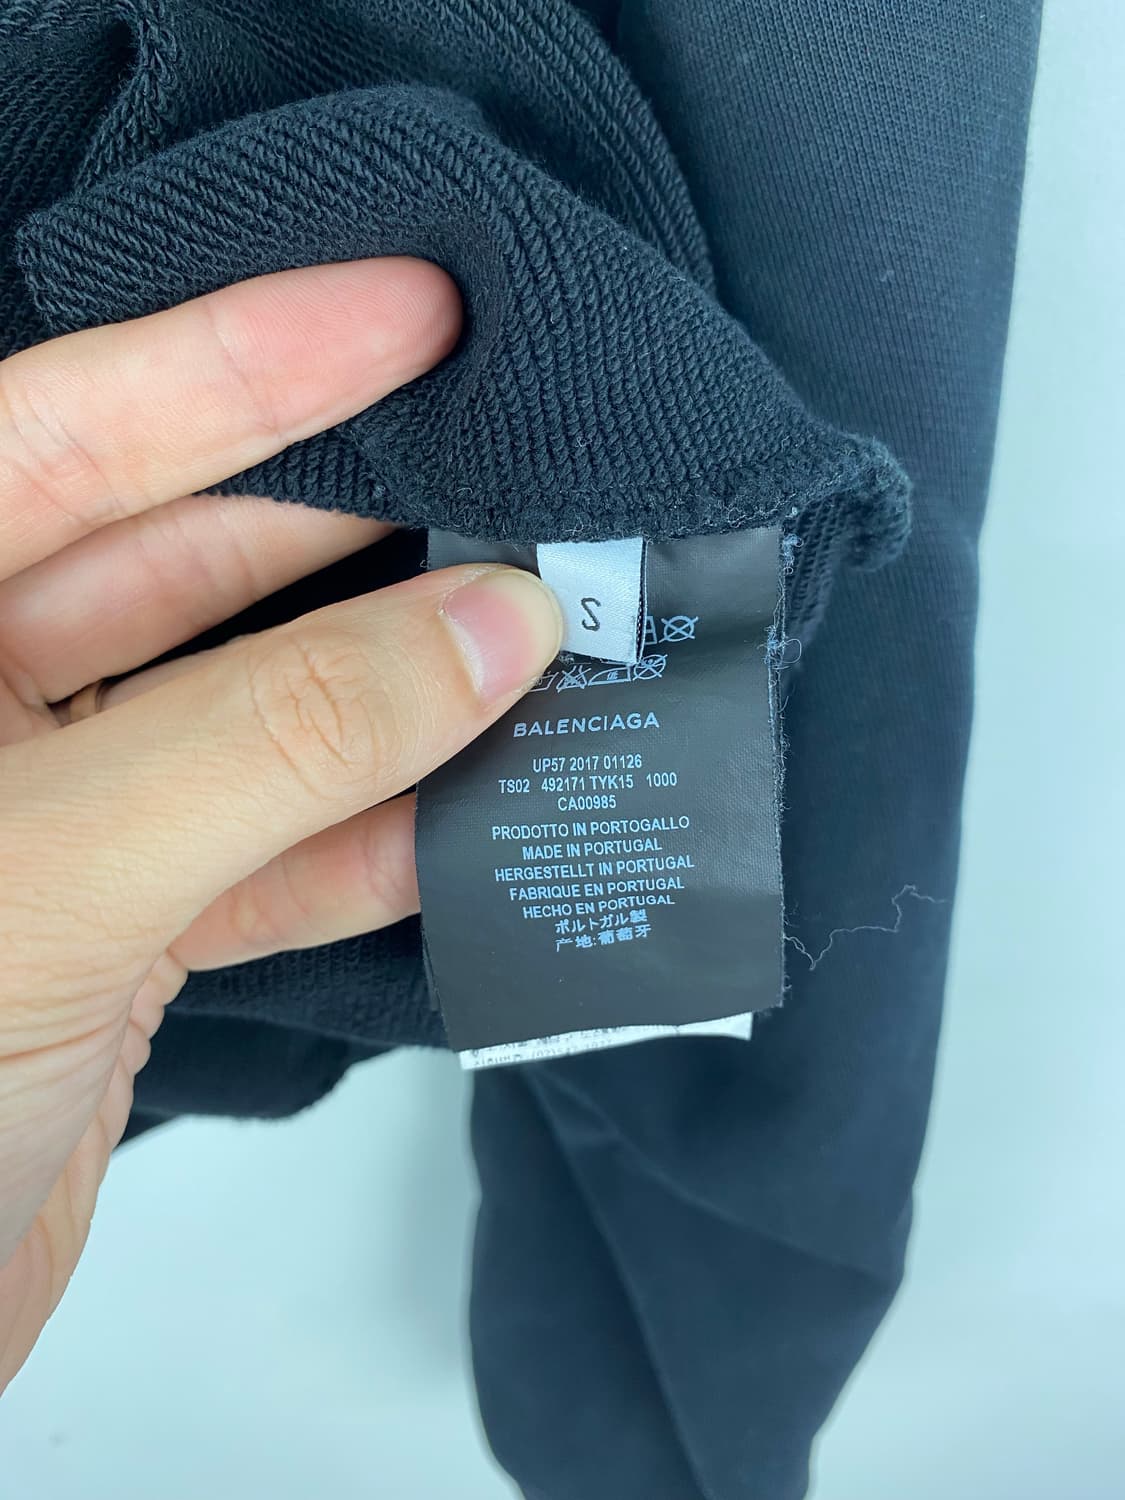 S
BALENCIAGA
UP57 2017 01126
TS02 492171 TYK15 1000
CA00985
PRODOTTO IN PORTOGALLO
MADE IN PORTUGAL
HERGESTELLT IN PORTUGAL
FABRIQUE EN PORTUGAL
HECHO EN PORTUGAL
ポルトガル製
产地:葡萄牙